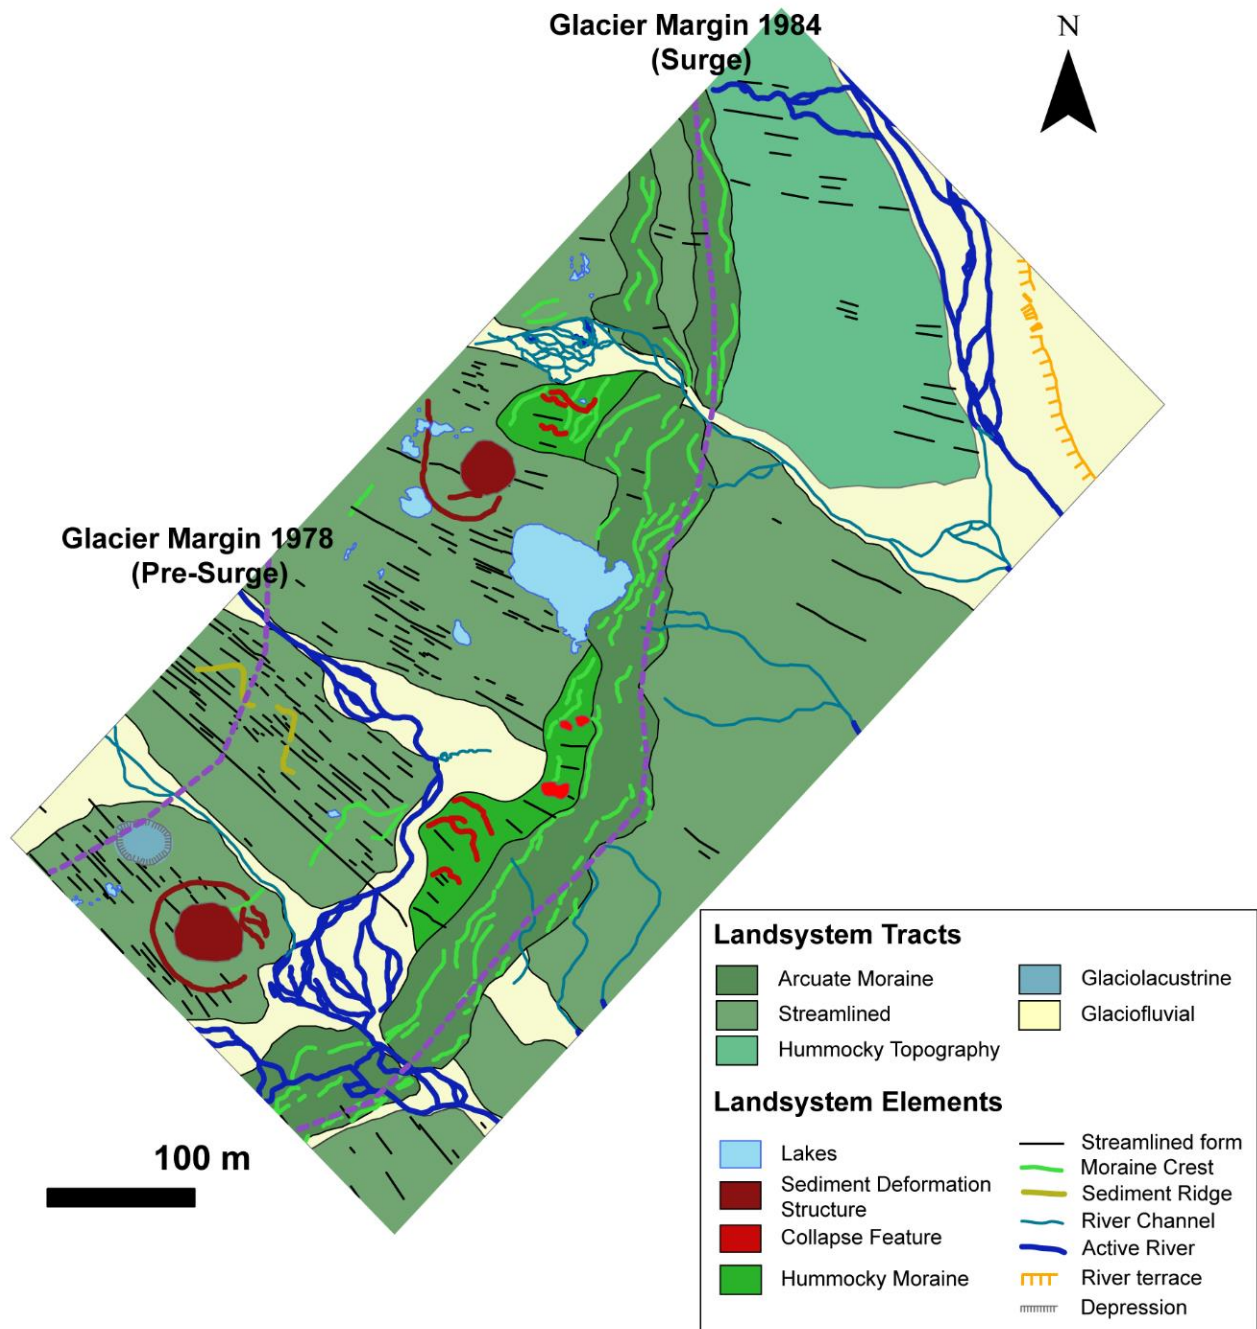 Glacier Margin 1984
(Surge)
N
Glacier Margin 1978
(Pre-Surge)
100 m
Landsystem Tracts
Arcuate Moraine
Streamlined
Hummocky Topography
Glaciolacustrine
Glaciofluvial
Landsystem Elements
Lakes
Sediment Deformation
Structure
Collapse Feature
Hummocky Moraine
Streamlined form
Moraine Crest
Sediment Ridge
River Channel
Active River
River terrace
Depression